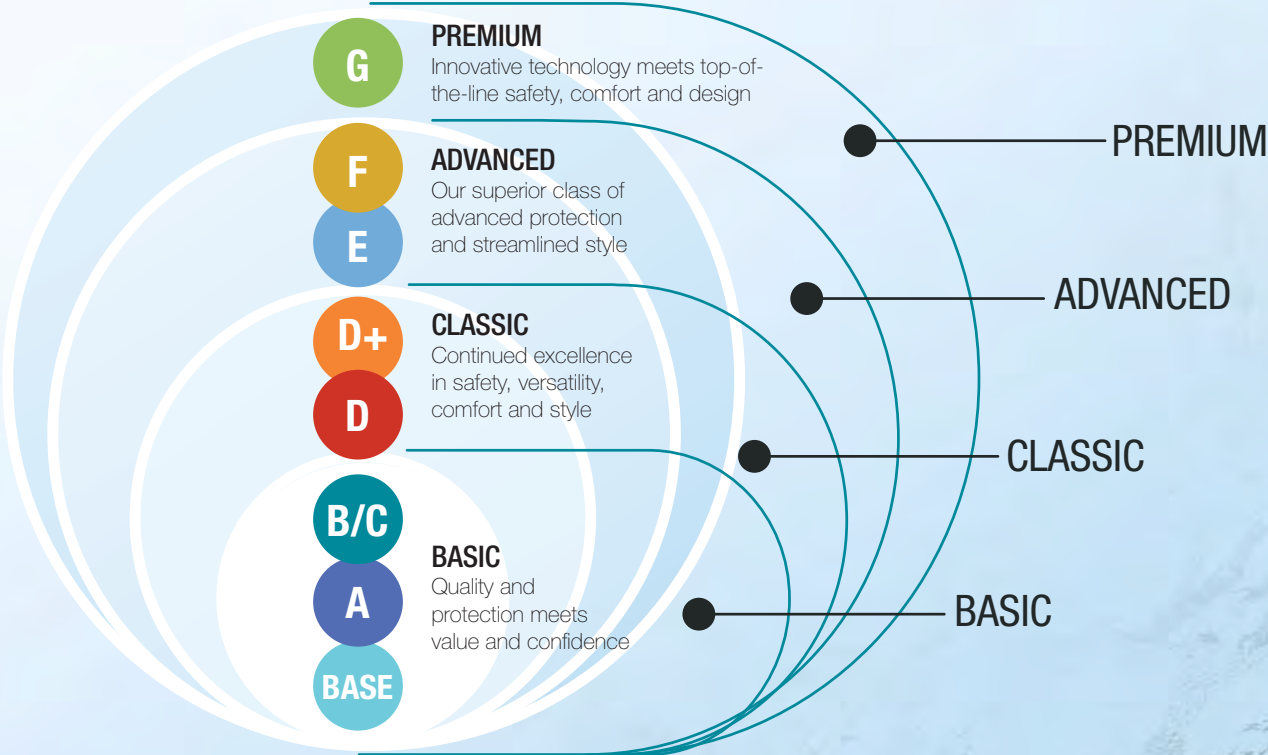 G
PREMIUM
Innovative technology meets top-of-
the-line safety, comfort and design
PREMIUM
F
E
ADVANCED
Our superior class of
advanced protection
and streamlined style
ADVANCED
D+
D
CLASSIC
Continued excellence
in safety, versatility,
comfort and style
CLASSIC
B/C
A
BASE
BASIC
Quality and
protection meets
value and confidence
BASIC